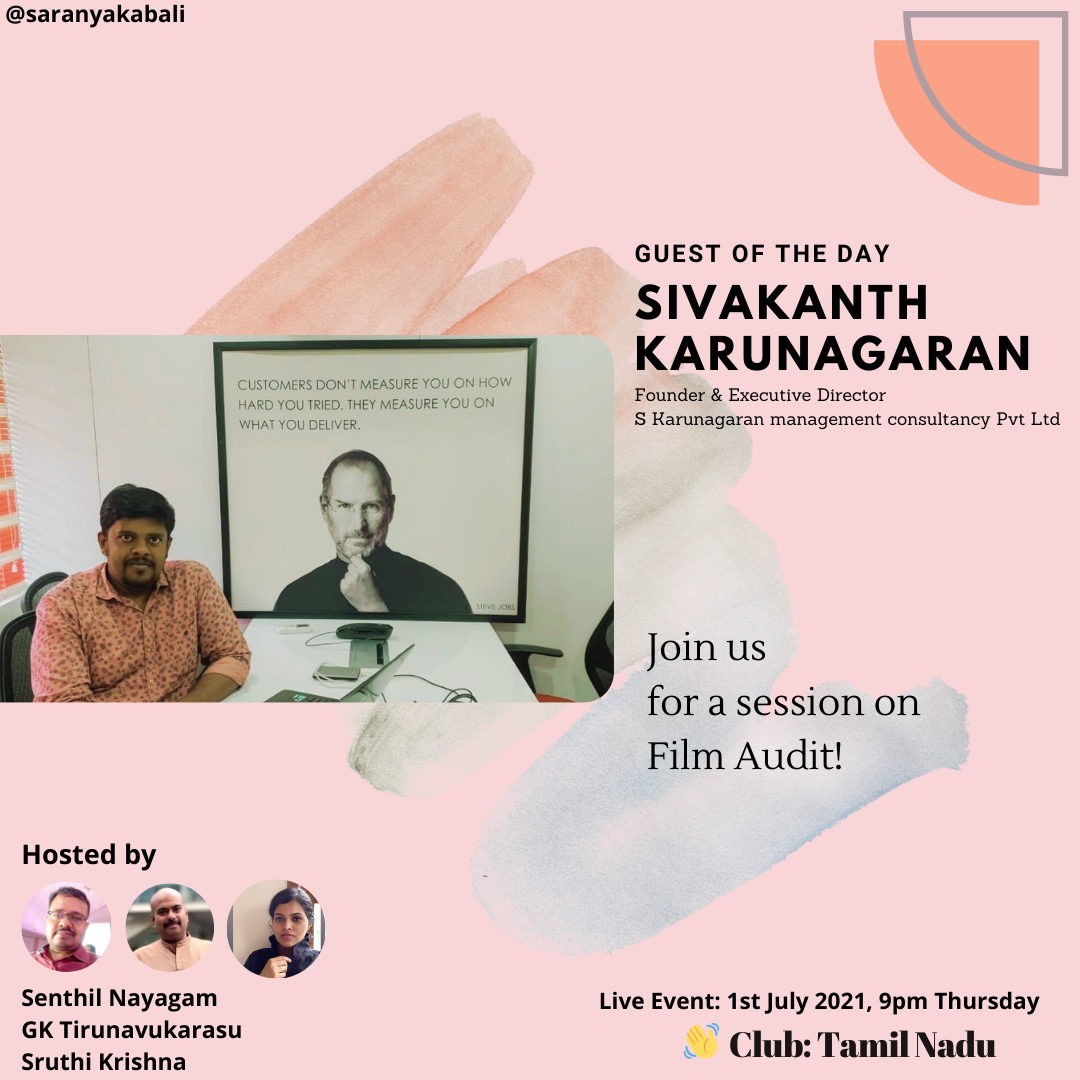 @saranyakabali
GUEST OF THE DAY
SIVAKANTH
KARUNAGARAN
Founder & Executive Director
S Karunagaran management consultancy Pvt Ltd
CUSTOMERS DON'T MEASURE YOU ON HOW
HARD YOU TRIED, THEY MEASURE YOU ON
WHAT YOU DELIVER.
STEVE JOBS
Join us
for a session on
Film Audit!
Hosted by
Senthil Nayagam
GK Tirunavukarasu
Sruthi Krishna
Live Event: 1st July 2021, 9pm Thursday
👋 Club: Tamil Nadu